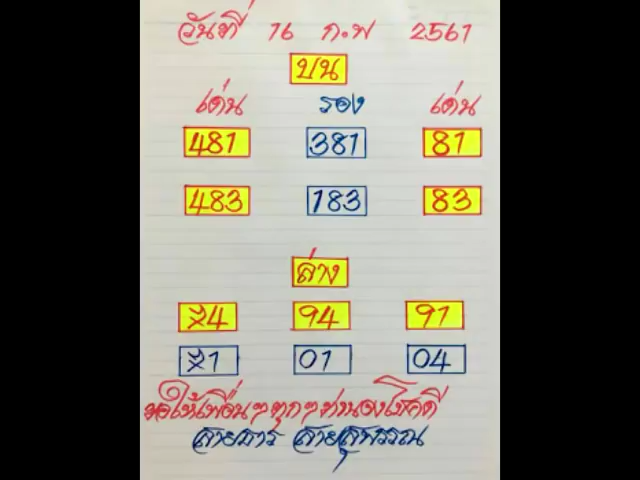 วันที่ 16 ก.พ 2561
บน
เด่น รอง เด่น
481 381 81
483 183 83
ล่าง
94 91
01 04
ขอให้เพื่อนๆทุกๆท่านจงโชคดี
สายธาร สายสุพรรณ